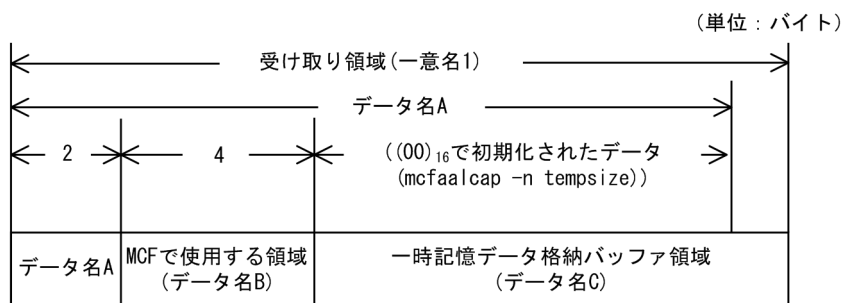 (単位：バイト)
受け取り領域(一意名1)
データ名A
2
4
((00)₁₆で初期化されたデータ
(mcfaalcap -n tempsize))
データ名A
MCFで使用する領域
(データ名B)
一時記憶データ格納バッファ領域
(データ名C)